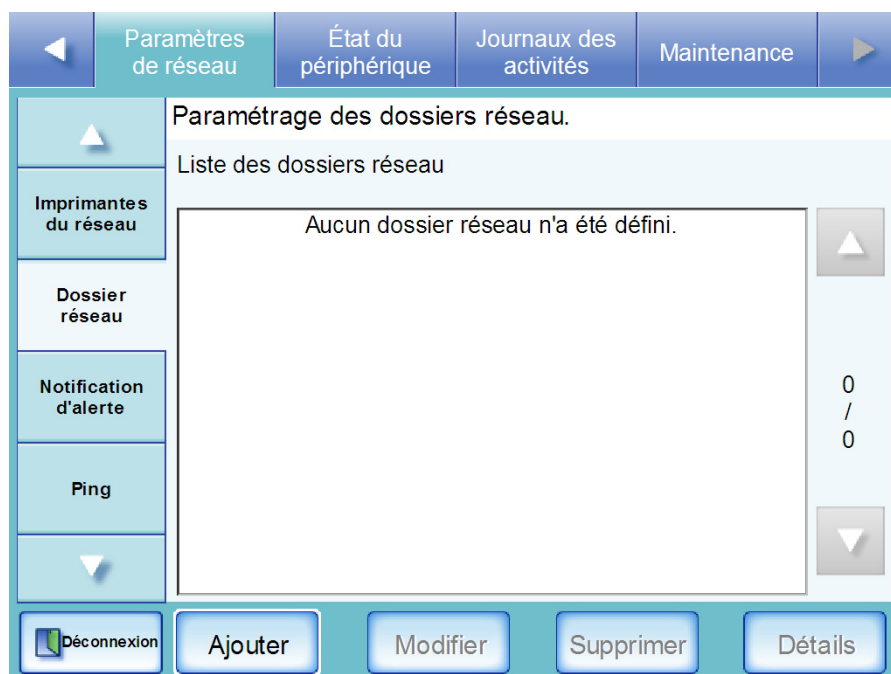 Paramètres
de réseau
État du
périphérique
Journaux des
activités
Maintenance
Paramétrage des dossiers réseau.
Liste des dossiers réseau
Imprimantes
du réseau
Aucun dossier réseau n'a été défini.
Dossier
réseau
Notification
d'alerte
0
/
0
Ping
Déconnexion
Ajouter
Modifier
Supprimer
Détails